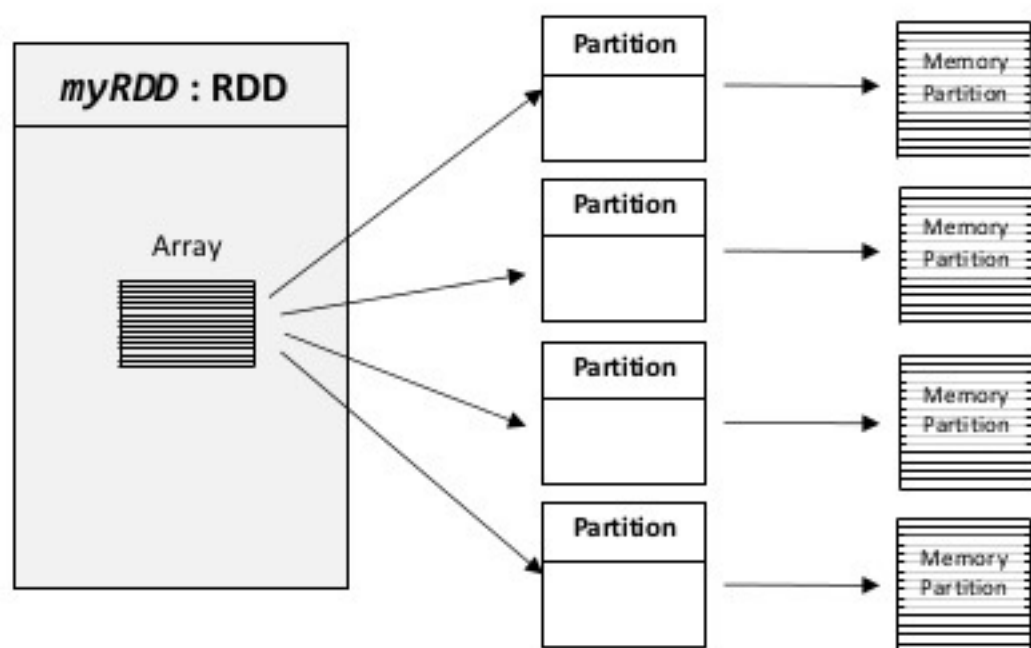 myRDD : RDD
Array
Partition
Memory
Partition
Partition
Memory
Partition
Partition
Memory
Partition
Partition
Memory
Partition